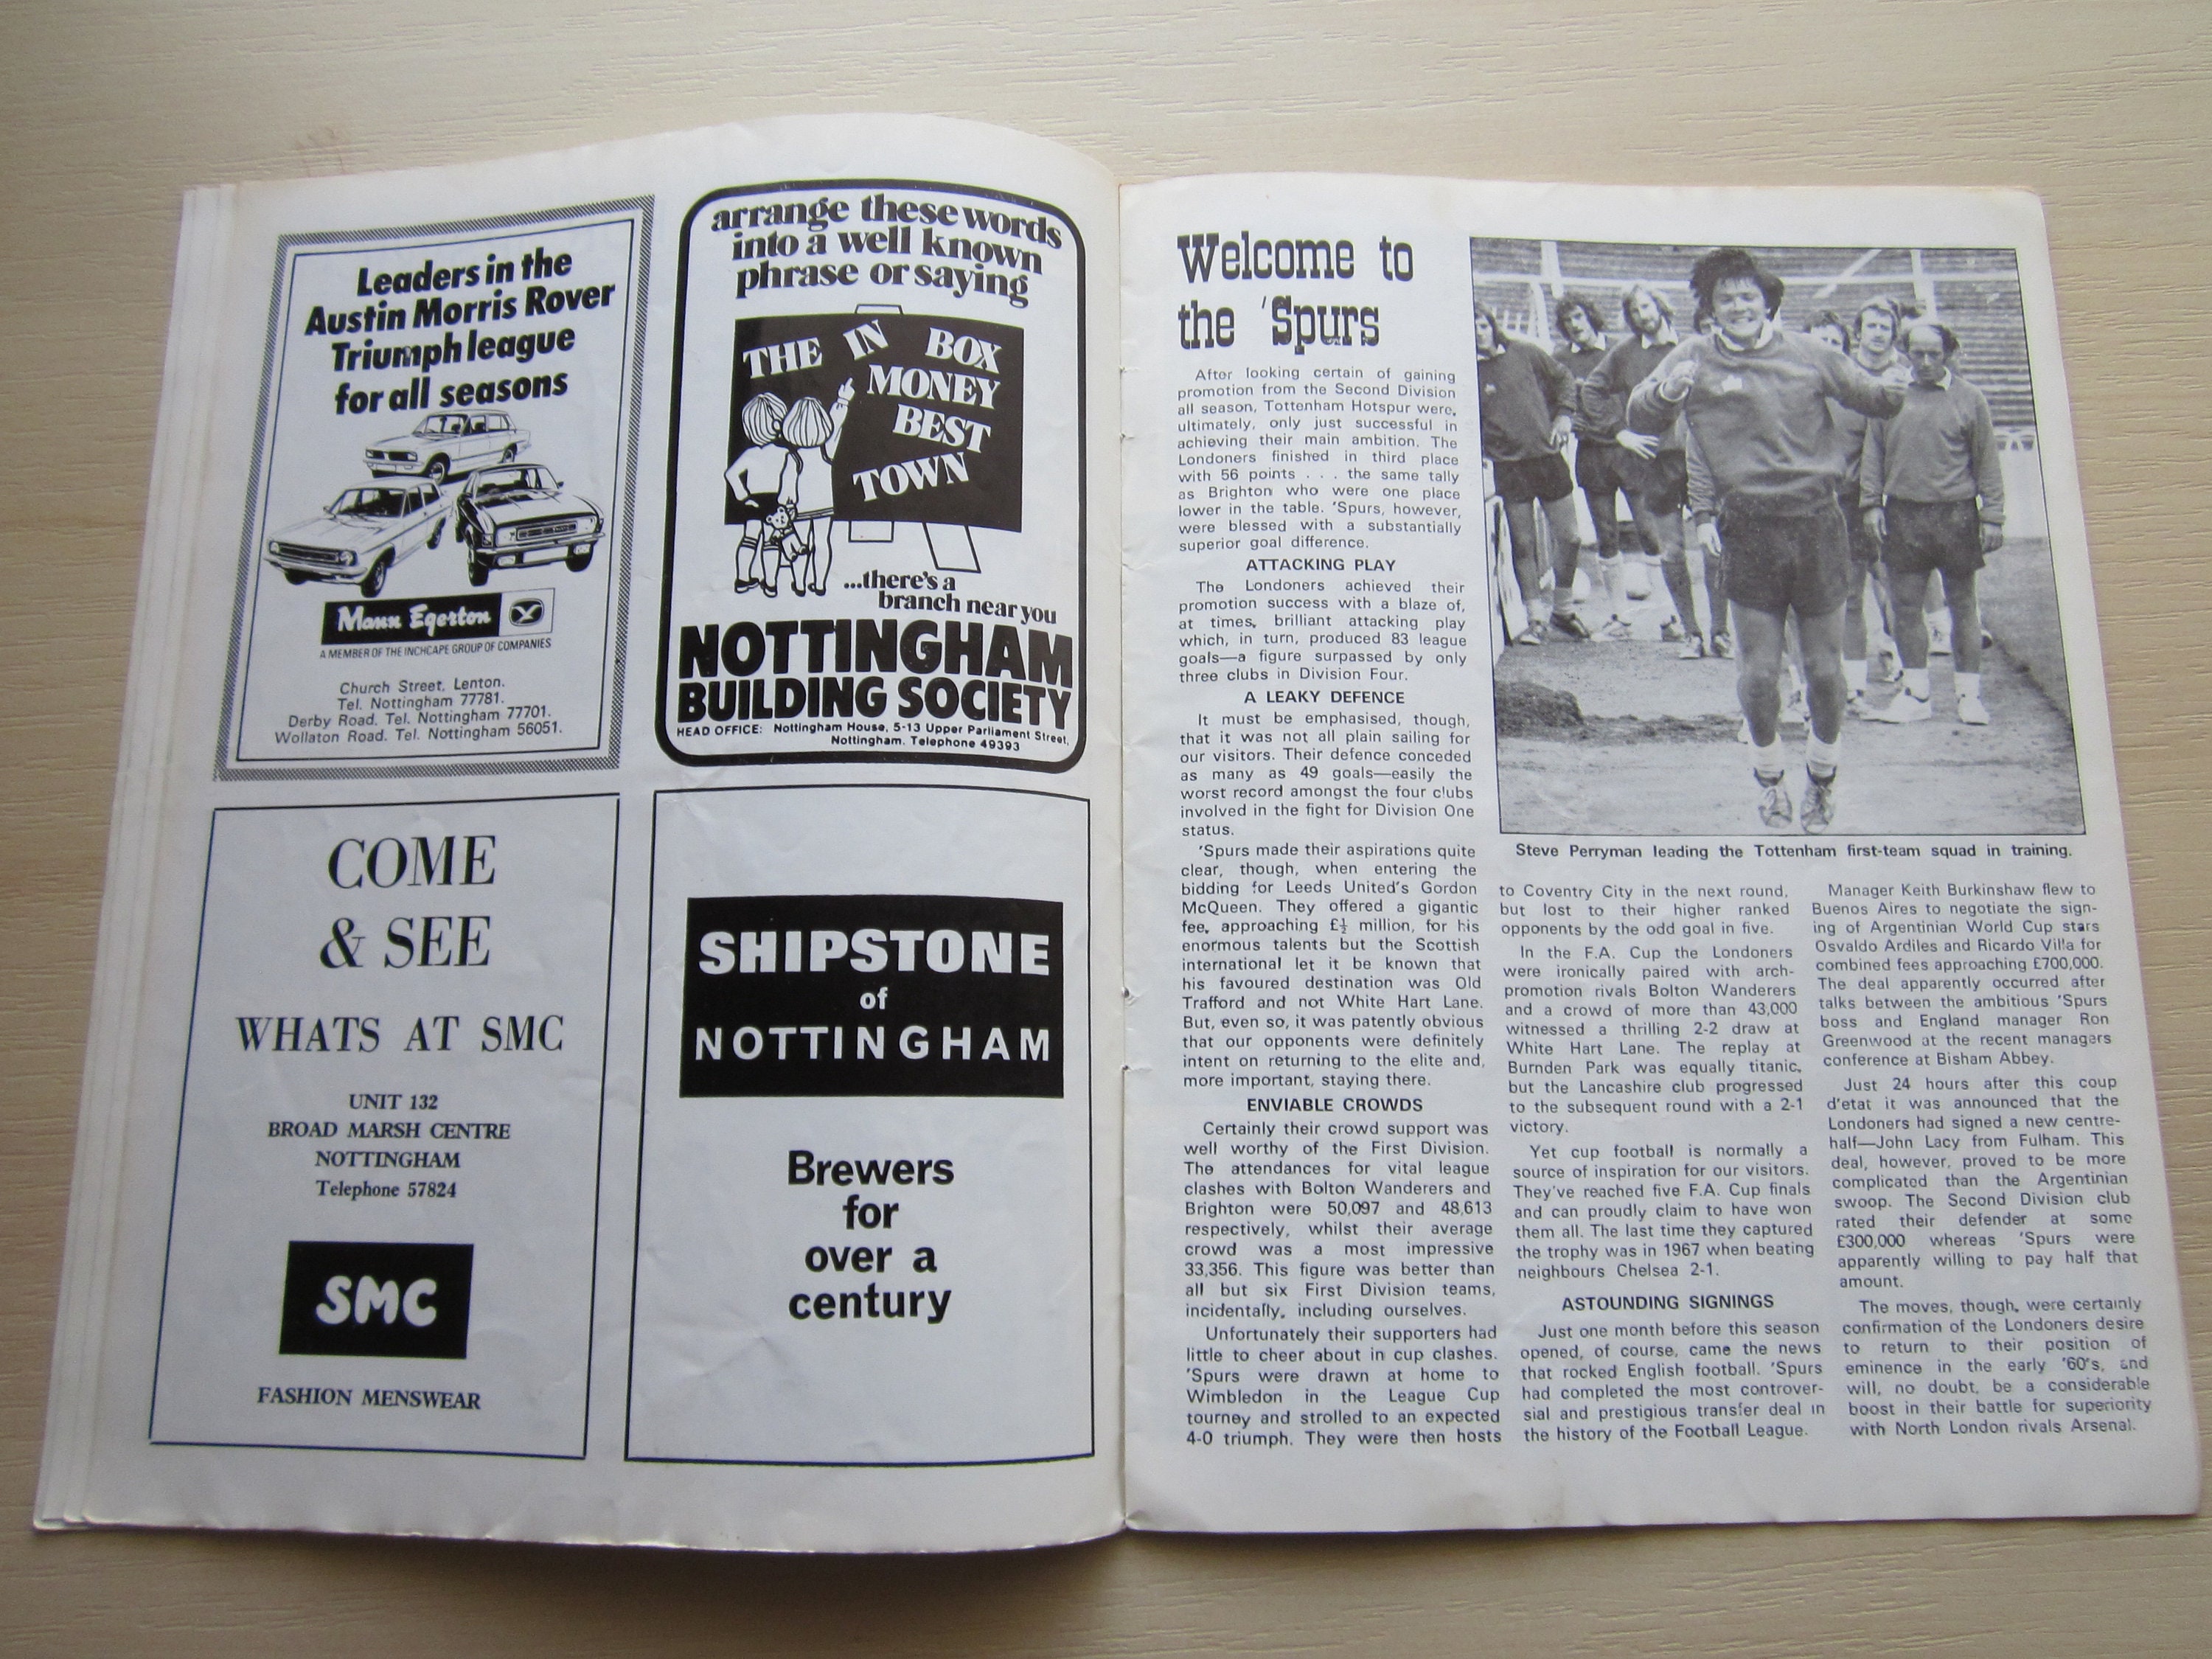 Leaders in the
Austin Morris Rover
Triumph league
for all seasons
Mann Egerton
A MEMBER OF THE INCHCAPE GROUP OF COMPANIES
Church Street, Lenton.
Tel. Nottingham 77781.
Derby Road. Tel. Nottingham 77701.
Wollaton Road. Tel. Nottingham 56051.
arrange these words
into a well known
phrase or saying
THE IN BOX
MONEY
BEST
TOWN
...there's a
branch near you
NOTTINGHAM
BUILDING SOCIETY
HEAD OFFICE: Nottingham House, 5-13 Upper Parliament Street,
Nottingham. Telephone 49393
COME
& SEE
WHATS AT SMC
UNIT 132
BROAD MARSH CENTRE
NOTTINGHAM
Telephone 57824
SMC
FASHION MENSWEAR
SHIPSTONE
of
NOTTINGHAM
Brewers
for
over a
century
Welcome to
the 'Spurs
After looking certain of gaining
promotion from the Second Division
all season, Tottenham Hotspur were,
ultimately, only just successful in
achieving their main ambition. The
Londoners finished in third place
with 56 points . . . the same tally
as Brighton who were one place
lower in the table. 'Spurs, however,
were blessed with a substantially
superior goal difference.
ATTACKING PLAY
The Londoners achieved their
promotion success with a blaze of,
at times, brilliant attacking play
which, in turn, produced 83 league
goals—a figure surpassed by only
three clubs in Division Four.
A LEAKY DEFENCE
It must be emphasised, though,
that it was not all plain sailing for
our visitors. Their defence conceded
as many as 49 goals—easily the
worst record amongst the four clubs
involved in the fight for Division One
status.
'Spurs made their aspirations quite
clear, though, when entering the
bidding for Leeds United's Gordon
McQueen. They offered a gigantic
fee, approaching £½ million, for his
enormous talents but the Scottish
international let it be known that
his favoured destination was Old
Trafford and not White Hart Lane.
But, even so, it was patently obvious
that our opponents were definitely
intent on returning to the elite and,
more important, staying there.
ENVIABLE CROWDS
Certainly their crowd support was
well worthy of the First Division.
The attendances for vital league
clashes with Bolton Wanderers and
Brighton were 50,097 and 48,613
respectively, whilst their average
crowd was a most impressive
33,356. This figure was better than
all but six First Division teams,
incidentally, including ourselves.
Unfortunately their supporters had
little to cheer about in cup clashes.
'Spurs were drawn at home to
Wimbledon in the League Cup
tourney and strolled to an expected
4-0 triumph. They were then hosts
Steve Perryman leading the Tottenham first-team squad in training.
to Coventry City in the next round,
but lost to their higher ranked
opponents by the odd goal in five.
In the F.A. Cup the Londoners
were ironically paired with arch-
promotion rivals Bolton Wanderers
and a crowd of more than 43,000
witnessed a thrilling 2-2 draw at
White Hart Lane. The replay at
Burnden Park was equally titanic,
but the Lancashire club progressed
to the subsequent round with a 2-1
victory.
Yet cup football is normally a
source of inspiration for our visitors.
They've reached five F.A. Cup finals
and can proudly claim to have won
them all. The last time they captured
the trophy was in 1967 when beating
neighbours Chelsea 2-1.
ASTOUNDING SIGNINGS
Just one month before this season
opened, of course, came the news
that rocked English football. 'Spurs
had completed the most controver-
sial and prestigious transfer deal in
the history of the Football League.
Manager Keith Burkinshaw flew to
Buenos Aires to negotiate the sign-
ing of Argentinian World Cup stars
Osvaldo Ardiles and Ricardo Villa for
combined fees approaching £700,000.
The deal apparently occurred after
talks between the ambitious 'Spurs
boss and England manager Ron
Greenwood at the recent managers
conference at Bisham Abbey.
Just 24 hours after this coup
d'etat it was announced that the
Londoners had signed a new centre-
half—John Lacy from Fulham. This
deal, however, proved to be more
complicated than the Argentinian
swoop. The Second Division club
rated their defender at some
£300,000 whereas 'Spurs were
apparently willing to pay half that
amount.
The moves, though, were certainly
confirmation of the Londoners desire
to return to their position of
eminence in the early '60's, and
will, no doubt, be a considerable
boost in their battle for superiority
with North London rivals Arsenal.